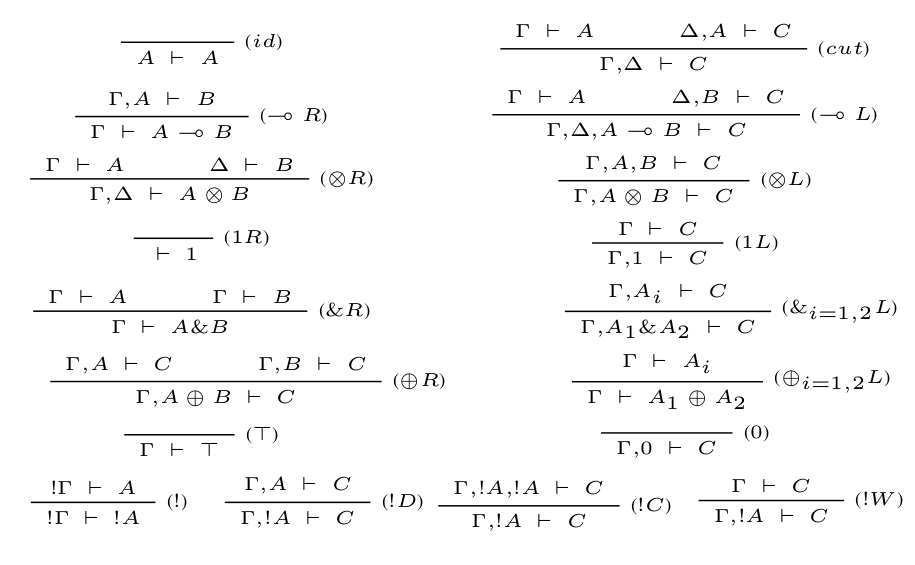 A ⊢ A (id)
Γ ⊢ A Δ,A ⊢ C
Γ,Δ ⊢ C (cut)
Γ,A ⊢ B
Γ ⊢ A ⊸ B (⊸ R)
Γ ⊢ A Δ,B ⊢ C
Γ,Δ,A ⊸ B ⊢ C (⊸ L)
Γ ⊢ A Δ ⊢ B
Γ,Δ ⊢ A ⊗ B (⊗R)
Γ,A,B ⊢ C
Γ,A ⊗ B ⊢ C (⊗L)
⊢ 1 (1R)
Γ ⊢ C
Γ,1 ⊢ C (1L)
Γ ⊢ A Γ ⊢ B
Γ ⊢ A&B (&R)
Γ,A_i ⊢ C
Γ,A_1&A_2 ⊢ C (&_{i=1,2}L)
Γ,A ⊢ C Γ,B ⊢ C
Γ,A ⊕ B ⊢ C (⊕R)
Γ ⊢ A_i
Γ ⊢ A_1 ⊕ A_2 (⊕_{i=1,2}L)
Γ ⊢ ⊤ (⊤)
Γ,0 ⊢ C (0)
!Γ ⊢ A
!Γ ⊢ !A (!)
Γ,A ⊢ C
Γ,!A ⊢ C (!D)
Γ,!A,!A ⊢ C
Γ,!A ⊢ C (!C)
Γ ⊢ C
Γ,!A ⊢ C (!W)